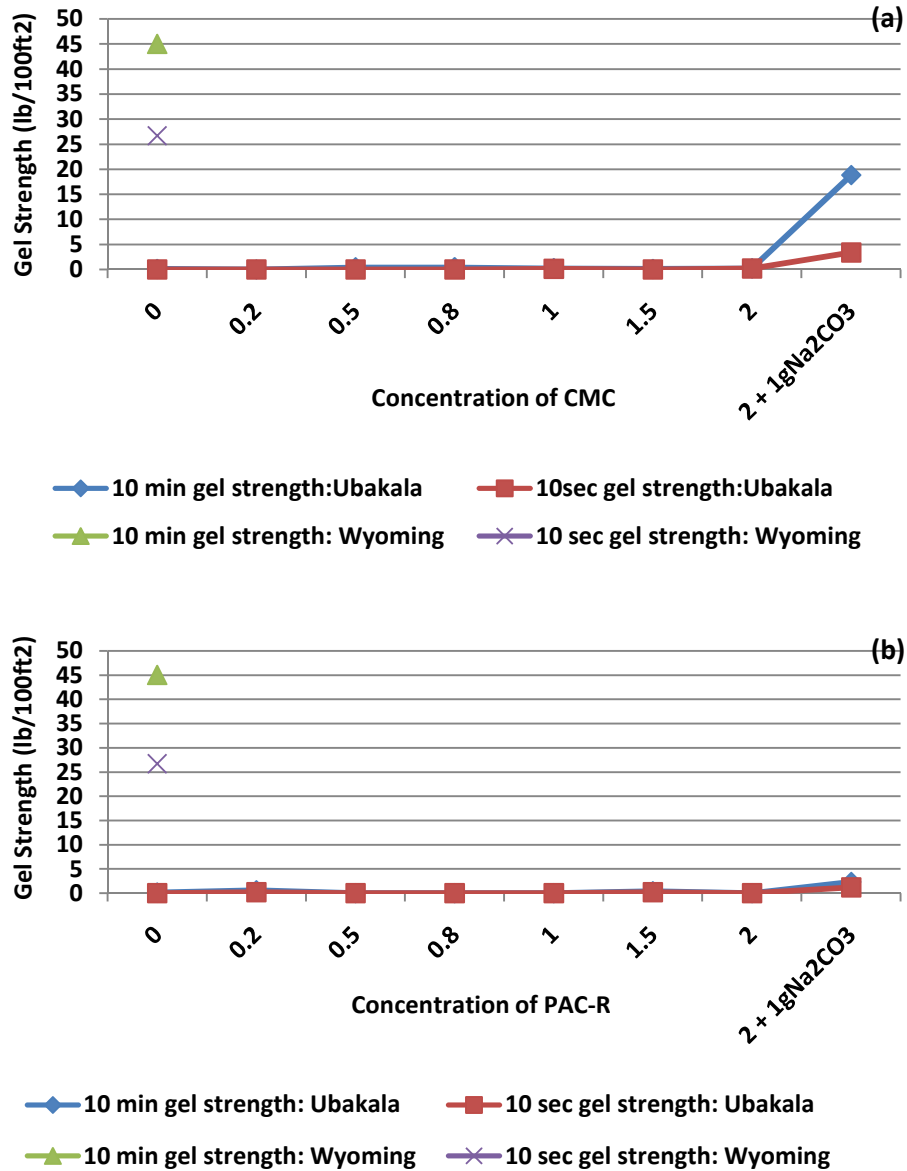 (a)
Gel Strength (lb/100ft2)
50
45
40
35
30
25
20
15
10
5
0
0
0.2
0.5
0.8
1
1.5
2
2 + 1gNa2CO3
Concentration of CMC
10 min gel strength:Ubakala
10sec gel strength:Ubakala
10 min gel strength: Wyoming
10 sec gel strength: Wyoming
(b)
Gel Strength (lb/100ft2)
50
45
40
35
30
25
20
15
10
5
0
0
0.2
0.5
0.8
1
1.5
2
2 + 1gNa2CO3
Concentration of PAC-R
10 min gel strength: Ubakala
10 sec gel strength: Ubakala
10 min gel strength: Wyoming
10 sec gel strength: Wyoming